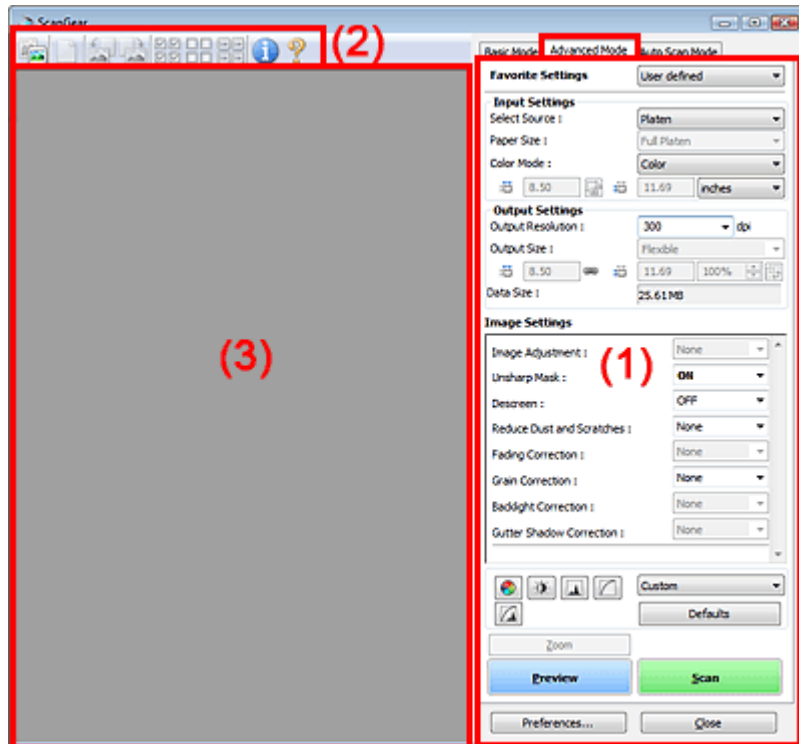 ScanGear
(2)
Basic Mode Advanced Mode Auto Scan Mode
Favorite Settings User defined
Input Settings
Select Source : Platen
Paper Size : Full Platen
Color Mode : Color
8.50 11.69 inches
Output Settings
Output Resolution : 300 dpi
Output Size : Flexible
8.50 11.69 100%
Data Size : 25.61MB
Image Settings
(3)
(1)
Image Adjustment : None
Unsharp Mask : ON
Descreen : OFF
Reduce Dust and Scratches : None
Fading Correction : None
Grain Correction : None
Backlight Correction : None
Gutter Shadow Correction : None
Custom
Defaults
Zoom
Preview Scan
Preferences... Close